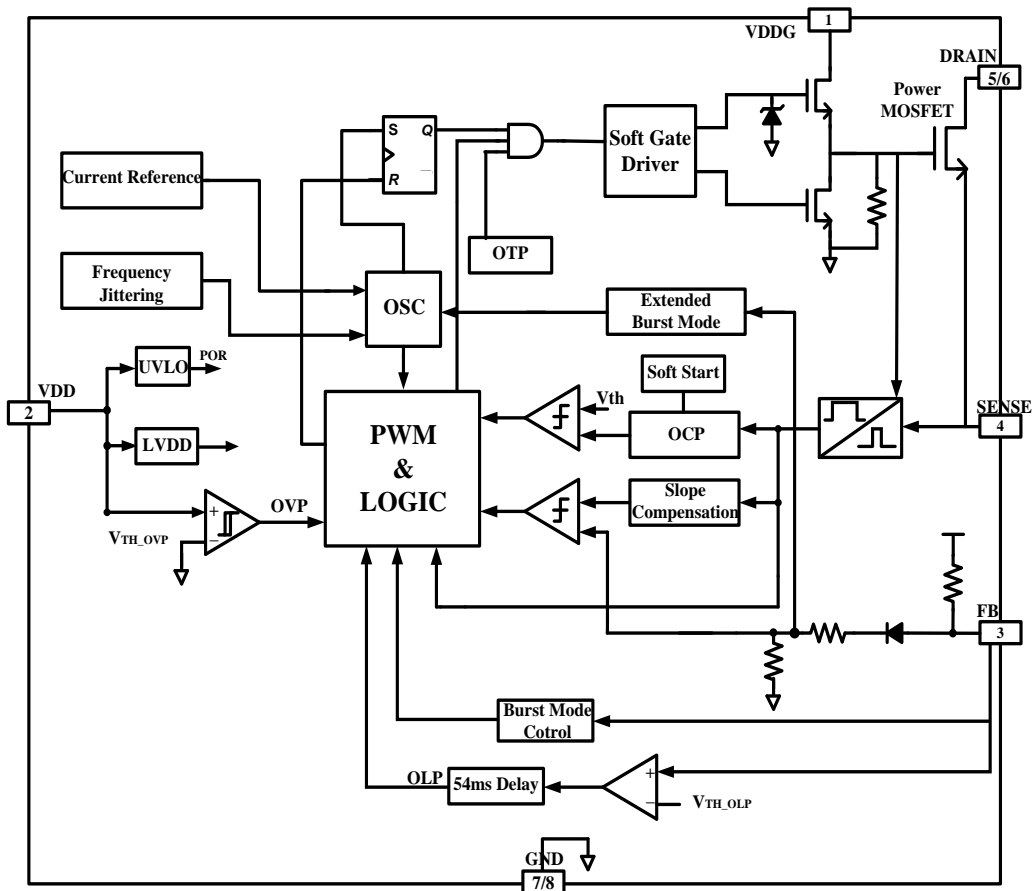 VDDG
1
DRAIN
5/6
Power
MOSFET
S
Q
R
Soft Gate
Driver
Current Reference
OTP
Frequency
Jittering
OSC
Extended
Burst Mode
UVLO
POR
VDD
2
Soft Start
Vth
OCP
SENSE
4
LVDD
PWM
&
LOGIC
Slope
Compensation
+
−
OVP
VTH_OVP
FB
3
Burst Mode
Cotrol
OLP
54ms Delay
+
−
VTH_OLP
GND
7/8